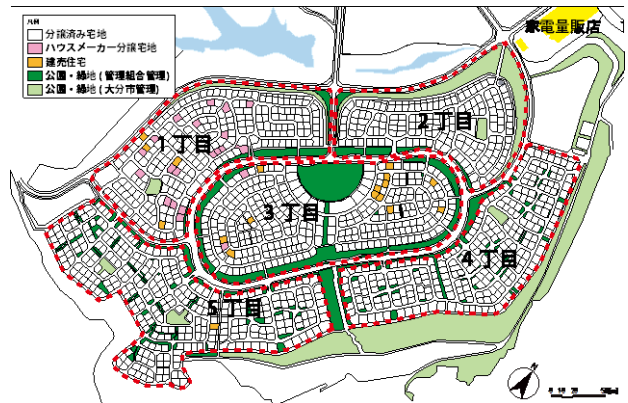 凡例
分譲済み宅地
ハウスメーカー分譲宅地
建売住宅
公園・緑地(管理組合管理)
公園・緑地(大分市管理)
家電量販店
1丁目
2丁目
3丁目
4丁目
5丁目
N